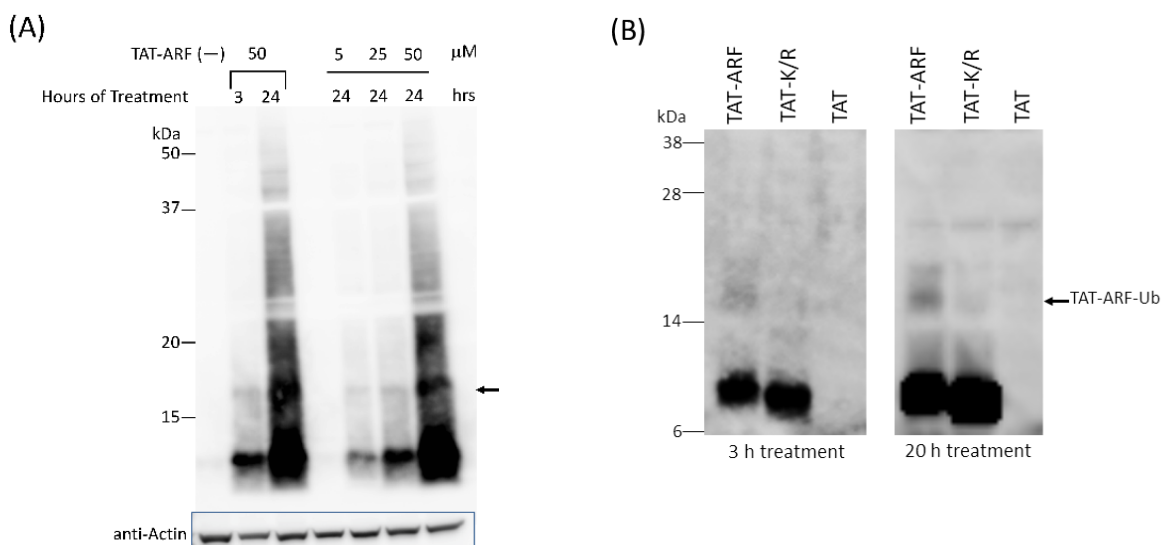 (A)
TAT-ARF (—) 50 5 25 50 µM
Hours of Treatment 3 24 24 24 24 hrs
kDa
50
37
20
15
anti-Actin
(B)
TAT-ARF TAT-K/R TAT TAT-ARF TAT-K/R TAT
kDa
38
28
14
6
TAT-ARF-Ub
3 h treatment 20 h treatment